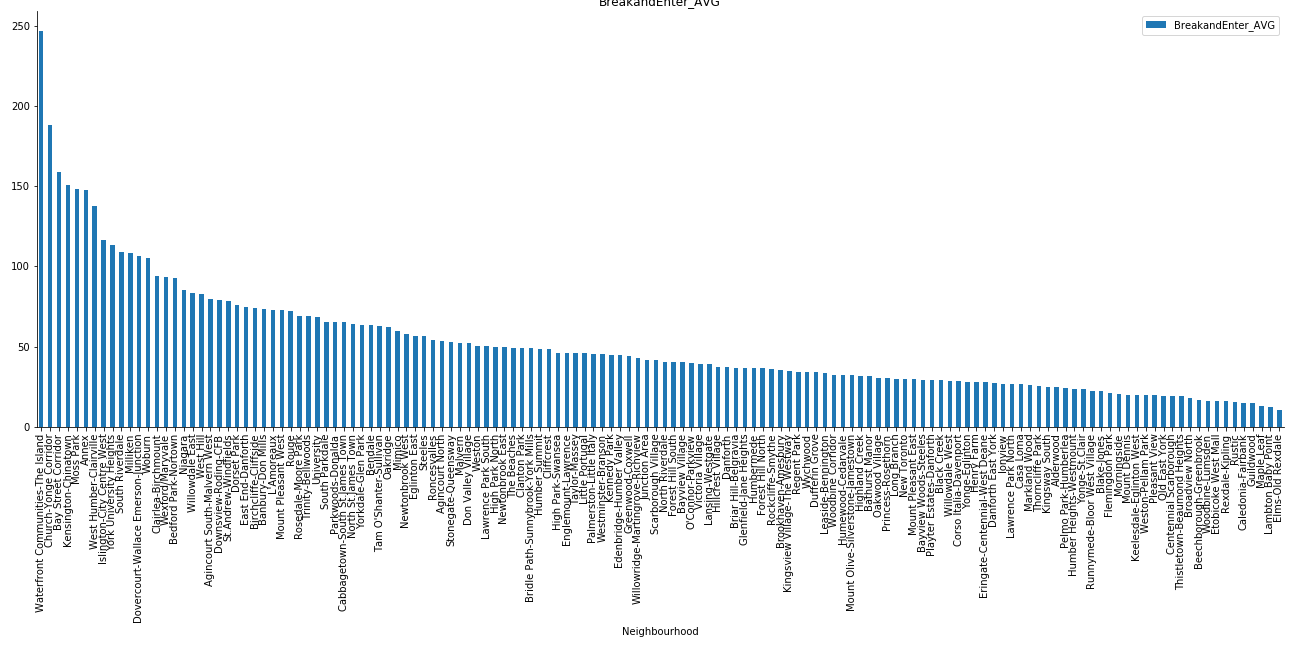 BreakandEnter_AVG
BreakandEnter_AVG
250
200
150
100
50
0
Waterfront Communities-The Island
Church-Yonge Corridor
Bay Street Corridor
Kensington-Chinatown
Moss Park
Annex
West Humber-Clairville
Islington-City Centre West
York University Heights
South Riverdale
Milliken
Dovercourt-Wallace Emerson-Junction
Woburn
Clairlea-Birchmount
Wexford/Maryvale
Bedford Park-Nortown
Niagara
Willowdale East
West Hill
Agincourt South-Malvern West
Downsview-Roding-CFB
St.Andrew-Windfields
Dorset Park
East End-Danforth
Birchcliffe-Cliffside
Banbury-Don Mills
L'Amoreaux
Mount Pleasant West
Rouge
Rosedale-Moore Park
Trinity-Bellwoods
University
South Parkdale
Parkwoods-Donalda
Cabbagetown-South St.James Town
North St.James Town
Yorkdale-Glen Park
Bendale
Tam O'Shanter-Sullivan
Oakridge
Mimico
Newtonbrook West
Eglinton East
Steeles
Roncesvalles
Agincourt North
Stonegate-Queensway
Malvern
Don Valley Village
Weston
Lawrence Park South
High Park North
Newtonbrook East
The Beaches
Clanton Park
Bridle Path-Sunnybrook-York Mills
Humber Summit
Cliffcrest
High Park-Swansea
Englemount-Lawrence
Taylor-Massey
Little Portugal
Palmerston-Little Italy
Westminster-Branson
Kennedy Park
Edenbridge-Humber Valley
Greenwood-Coxwell
Willowridge-Martingrove-Richview
Junction Area
Scarborough Village
North Riverdale
Forest Hill South
Bayview Village
O'Connor-Parkview
Victoria Village
Lansing-Westgate
Hillcrest Village
Danforth
Briar Hill-Belgravia
Glenfield-Jane Heights
Humbermede
Forest Hill North
Rockcliffe-Smythe
Brookhaven-Amesbury
Kingsview Village-The Westway
Regent Park
Wychwood
Dufferin Grove
Leaside-Bennington
Woodbine Corridor
Humewood-Cedarvale
Mount Olive-Silverstone-Jamestown
Highland Creek
Bathurst Manor
Oakwood Village
Princess-Rosethorn
Long Branch
New Toronto
Mount Pleasant East
Bayview Woods-Steeles
Playter Estates-Danforth
Black Creek
Willowdale West
Corso Italia-Davenport
Yonge-Eglinton
Henry Farm
Eringate-Centennial-West Deane
Danforth East York
Ionview
Lawrence Park North
Casa Loma
Markland Wood
Thorncliffe Park
Kingsway South
Alderwood
Pelmo Park-Humberlea
Humber Heights-Westmount
Yonge-St.Clair
Runnymede-Bloor West Village
Blake-Jones
Flemingdon Park
Morningside
Mount Dennis
Keelesdale-Eglinton West
Weston-Pellam Park
Pleasant View
Old East York
Centennial Scarborough
Thistletown-Beaumond Heights
Broadview North
Beechborough-Greenbrook
Woodbine-Lumsden
Etobicoke West Mall
Rexdale-Kipling
Rustic
Caledonia-Fairbank
Guildwood
Maple Leaf
Lambton Baby Point
Elms-Old Rexdale
Neighbourhood